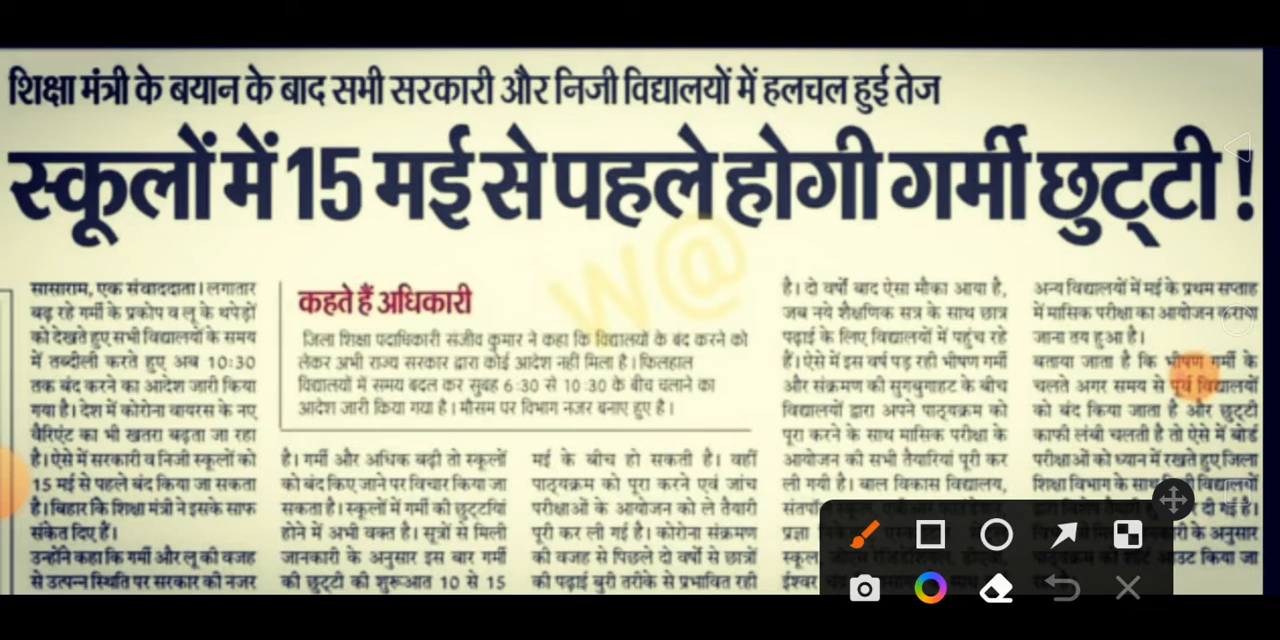 शिक्षा मंत्री के बयान के बाद सभी सरकारी और निजी विद्यालयों में हलचल हुई तेज
स्कूलों में 15 मई से पहले होगी गर्मी छुट्टी !
W@
सासाराम, एक संवाददाता। लगातार
बढ़ रहे गर्मी के प्रकोप व लू के थपेड़ों
को देखते हुए सभी विद्यालयों के समय
में तब्दीली करते हुए अब 10:30
तक बंद करने का आदेश जारी किया
गया है। देश में कोरोना वायरस के नए
वैरिएंट का भी खतरा बढ़ता जा रहा
है। ऐसे में सरकारी व निजी स्कूलों को
15 मई से पहले बंद किया जा सकता
है। बिहार कि शिक्षा मंत्री ने इसके साफ
संकेत दिए हैं।
उन्होंने कहा कि गर्मी और लू की वजह
से उत्पन्न स्थिति पर सरकार की नजर
कहते हैं अधिकारी
जिला शिक्षा पदाधिकारी संजीव कुमार ने कहा कि विद्यालयों के बंद करने को
लेकर अभी राज्य सरकार द्वारा कोई आदेश नहीं मिला है। फिलहाल
विद्यालयों में समय बदल कर सुबह 6:30 से 10:30 के बीच चलाने का
आदेश जारी किया गया है। मौसम पर विभाग नजर बनाए हुए है।
है। गर्मी और अधिक बढ़ी तो स्कूलों
को बंद किए जाने पर विचार किया जा
सकता है। स्कूलों में गर्मी की छुट्टियां
होने में अभी वक्त है। सूत्रों से मिली
जानकारी के अनुसार इस बार गर्मी
की छुट्टी की शुरूआत 10 से 15
मई के बीच हो सकती है। वहीं
पाठ्यक्रम को पूरा करने एवं जांच
परीक्षाओं के आयोजन को ले तैयारी
पूरी कर ली गई है। कोरोना संक्रमण
की वजह से पिछले दो वर्षो से छात्रों
की पढ़ाई बुरी तरीके से प्रभावित रही
है। दो वर्षों बाद ऐसा मौका आया है,
जब नये शैक्षणिक सत्र के साथ छात्र
पढ़ाई के लिए विद्यालयों में पहुंच रहे
हैं। ऐसे में इस वर्ष पड़ रही भीषण गर्मी
और संक्रमण की सुगबुगाहट के बीच
विद्यालयों द्वारा अपने पाठ्यक्रम को
पूरा करने के साथ मासिक परीक्षा के
आयोजन की सभी तैयारियां पूरी कर
ली गयी है। बाल विकास विद्यालय,
प्रज्ञा
स्कूल
ईश्वर
अन्य विद्यालयों में मई के प्रथम सप्ताह
में मासिक परीक्षा का आयोजन कराया
जाना तय हुआ है।
बताया जाता है कि भीषण गर्मी के
चलते अगर समय से पूर्व विद्यालयों
को बंद किया जाता है और छुट्टी
काफी लंबी चलती है तो ऐसे में बोर्ड
परीक्षाओं को ध्यान में रखते हुए जिला
शिक्षा विभाग के साथ
दी गई है।
के अनुसार
आउट किया जा